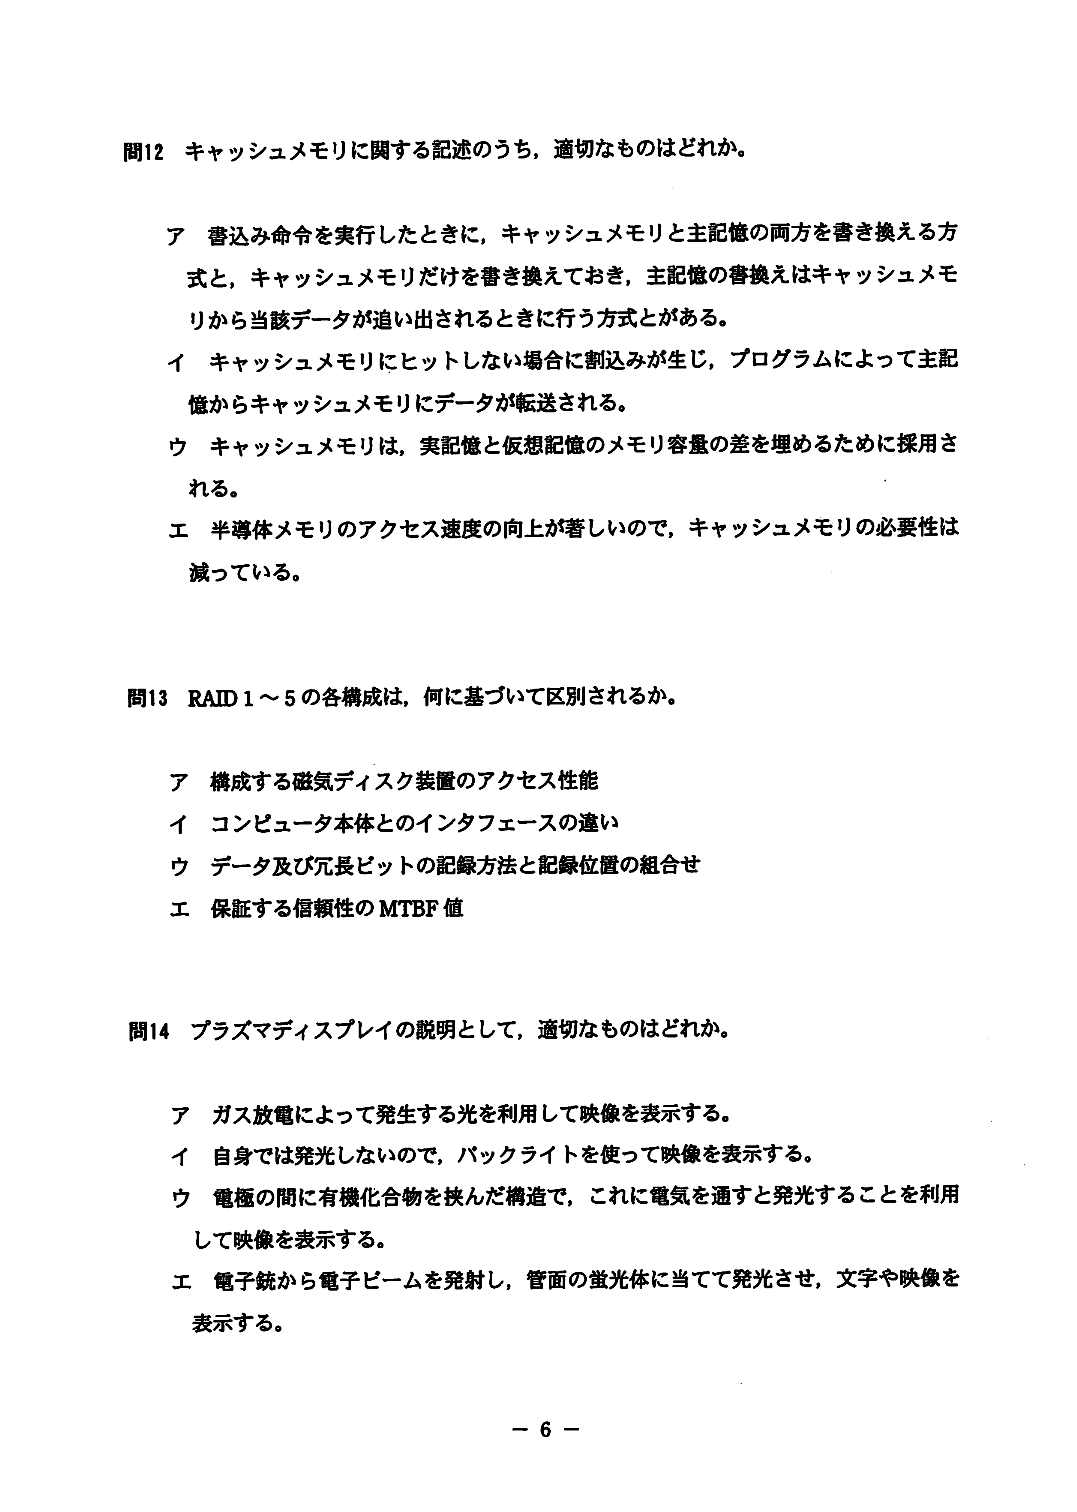 問12 キャッシュメモリに関する記述のうち，適切なものはどれか。
ア 書込み命令を実行したときに，キャッシュメモリと主記憶の両方を書き換える方
式と，キャッシュメモリだけを書き換えておき，主記憶の書換えはキャッシュメモ
リから当該データが追い出されるときに行う方式とがある。
イ キャッシュメモリにヒットしない場合に割込みが生じ，プログラムによって主記
憶からキャッシュメモリにデータが転送される。
ウ キャッシュメモリは，実記憶と仮想記憶のメモリ容量の差を埋めるために採用さ
れる。
エ 半導体メモリのアクセス速度の向上が著しいので，キャッシュメモリの必要性は
減っている。
問13 RAID 1～5の各構成は，何に基づいて区別されるか。
ア 構成する磁気ディスク装置のアクセス性能
イ コンピュータ本体とのインタフェースの違い
ウ データ及び冗長ビットの記録方法と記録位置の組合せ
エ 保証する信頼性の MTBF 値
問14 プラズマディスプレイの説明として，適切なものはどれか。
ア ガス放電によって発生する光を利用して映像を表示する。
イ 自身では発光しないので，バックライトを使って映像を表示する。
ウ 電極の間に有機化合物を挟んだ構造で，これに電気を通すと発光することを利用
して映像を表示する。
エ 電子銃から電子ビームを発射し，管面の蛍光体に当てて発光させ，文字や映像を
表示する。
－ 6 －